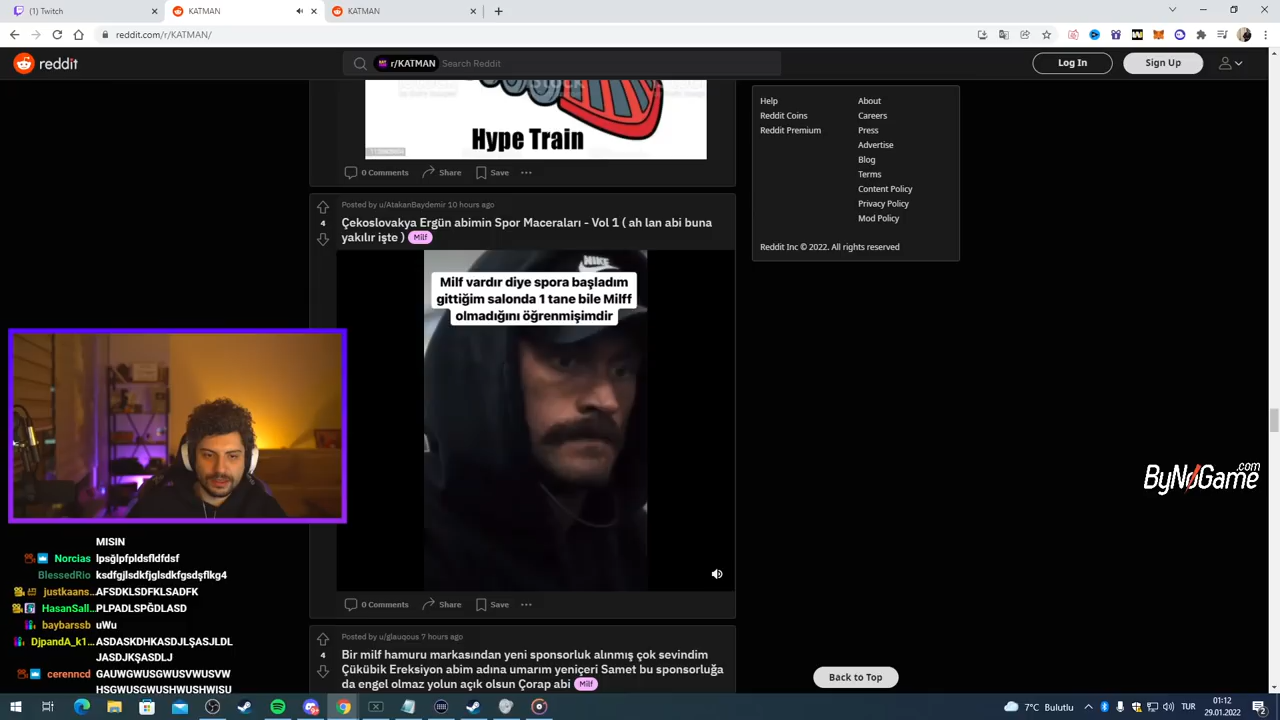 Twitch
KATMAN
KATMAN
reddit.com/r/KATMAN/
reddit
r/KATMAN
Search Reddit
Log In
Sign Up
Hype Train
0 Comments
Share
Save
Help
Reddit Coins
Reddit Premium
About
Careers
Press
Advertise
Blog
Terms
Content Policy
Privacy Policy
Mod Policy
Reddit Inc © 2022. All rights reserved
Posted by u/AtakanBaydemir 10 hours ago
4
Çekoslovakya Ergün abimin Spor Maceraları - Vol 1 ( ah lan abi buna
yakılır işte ) Milf
NIKE
Milf vardır diye spora başladım
gittiğim salonda 1 tane bile Milff
olmadığını öğrenmişimdir
0 Comments
Share
Save
Posted by u/glauqous 7 hours ago
4
Bir milf hamuru markasından yeni sponsorluk alınmış çok sevindim
Çükübik Ereksiyon abim adına umarım yeniçeri Samet bu sponsorluğa
da engel olmaz yolun açık olsun Çorap abi Milf
Back to Top
ByNoGame.com
MISIN
Norcias lpsğlpfpldsfldfdsf
BlessedRio ksdfgjlsdkfjglsdkfgsdşflkg4
justkaans... AFSDKLSDFKLSADFK
HasanSall... PLPADLSPĞDLASD
baybarssb uWu
DjpandA_k1... ASDASKDHKASDJLŞASJLDL
JASDJKŞASDLJ
cerenncd GAUWGWUSGWUSVWUSVW
HSGWUSGWUSHWUSHWISU
7°C Bulutlu
TUR
01:12
29.01.2022
2